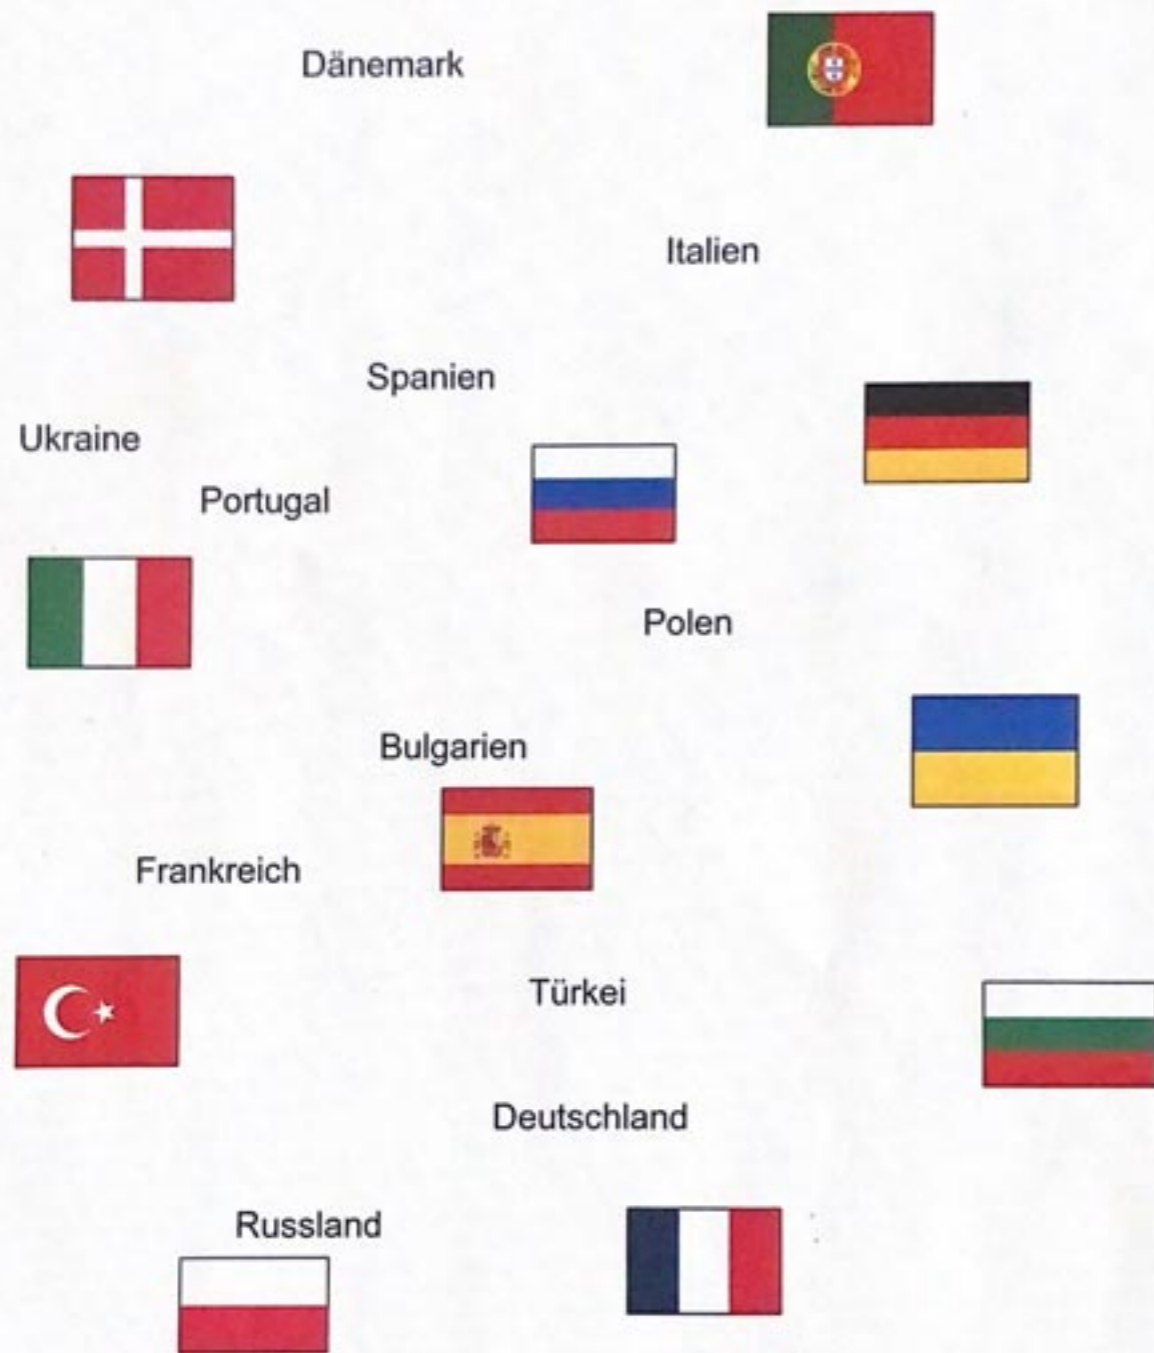 Dänemark
Italien
Spanien
Ukraine
Portugal
Polen
Bulgarien
Frankreich
Türkei
Deutschland
Russland